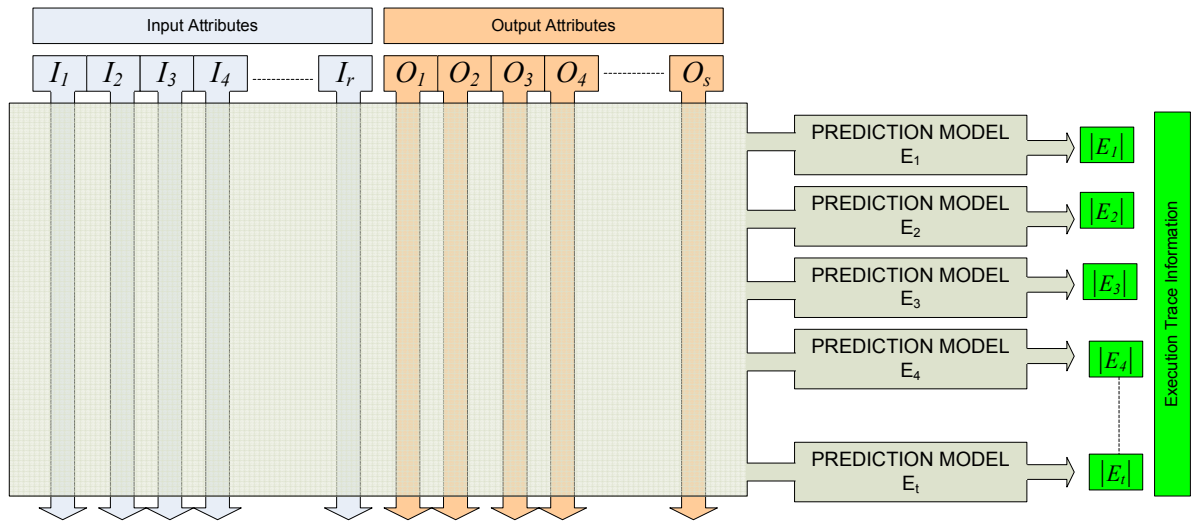 Input Attributes
Output Attributes
I1 I2 I3 I4 Ir O1 O2 O3 O4 Os
PREDICTION MODEL
E1
|E1|
PREDICTION MODEL
E2
|E2|
PREDICTION MODEL
E3
|E3|
PREDICTION MODEL
E4
|E4|
PREDICTION MODEL
Et
|Et|
Execution Trace Information